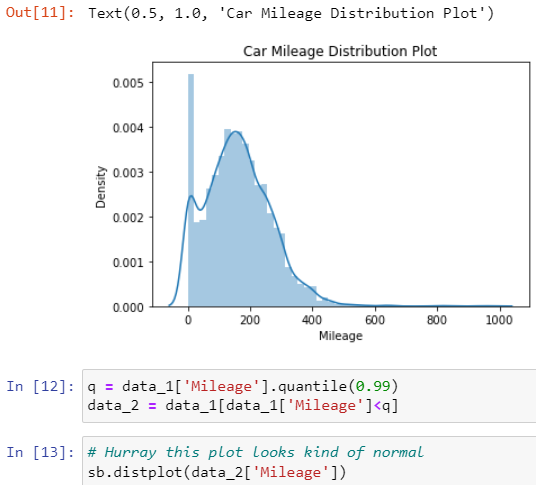 Out[11]: Text(0.5, 1.0, 'Car Mileage Distribution Plot')
Car Mileage Distribution Plot
0.005
0.004
0.003
0.002
0.001
0.000
Density
0 200 400 600 800 1000
Mileage
In [12]: q = data_1['Mileage'].quantile(0.99)
data_2 = data_1[data_1['Mileage']<q]
In [13]: # Hurray this plot looks kind of normal
sb.distplot(data_2['Mileage'])